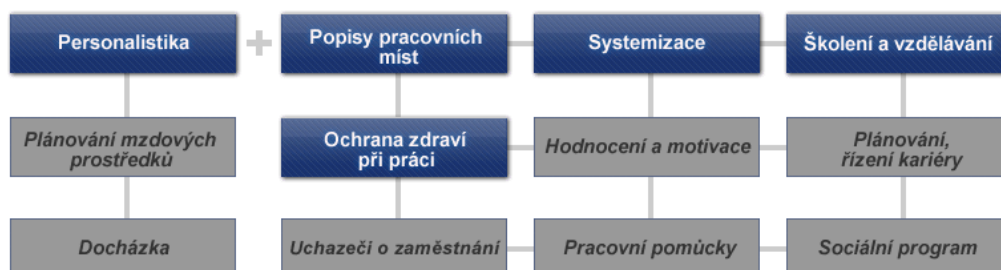 Personalistika
Popisy pracovních
míst
Systemizace
Školení a vzdělávání
Plánování mzdových
prostředků
Ochrana zdraví
při práci
Hodnocení a motivace
Plánování,
řízení kariéry
Docházka
Uchazeči o zaměstnání
Pracovní pomůcky
Sociální program